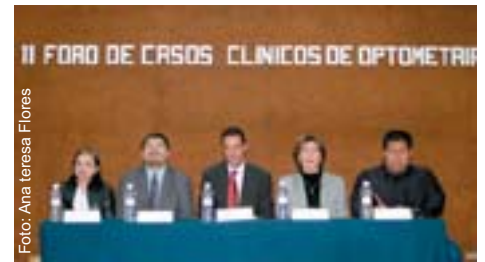 II FORO DE CASOS CLINICOS DE OPTOMETRIA
Foto: Ana teresa Flores